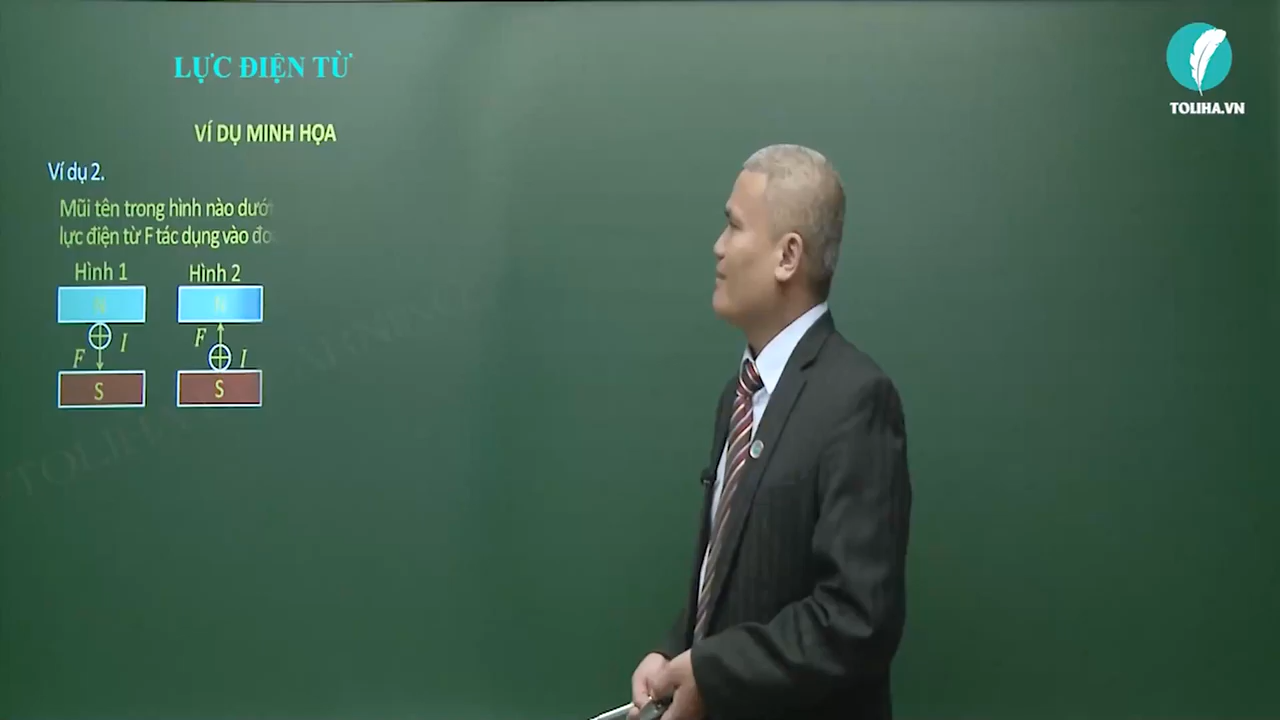 LỰC ĐIỆN TỪ
TOLIHA.VN
VÍ DỤ MINH HỌA
Ví dụ 2.
Mũi tên trong hình nào dưới
lực điện từ F tác dụng vào
Hình 1 Hình 2
N N
F I F I
S S